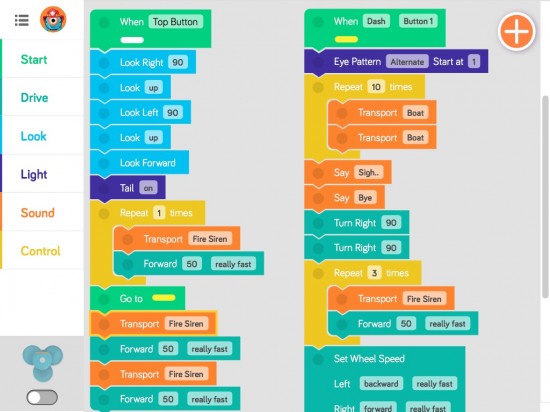 Start
Drive
Look
Light
Sound
Control
When Top Button
Look Right 90
Look up
Look Left 90
Look up
Look Forward
Tail on
Repeat 1 times
Transport Fire Siren
Forward 50 really fast
Go to
Transport Fire Siren
Forward 50 really fast
Transport Fire Siren
Forward 50 really fast
When Dash Button 1
Eye Pattern Alternate Start at 1
Repeat 10 times
Transport Boat
Transport Boat
Say Sigh..
Say Bye
Turn Right 90
Turn Right 90
Repeat 3 times
Transport Fire Siren
Forward 50 really fast
Set Wheel Speed
Left backward really fast
Right forward really fast